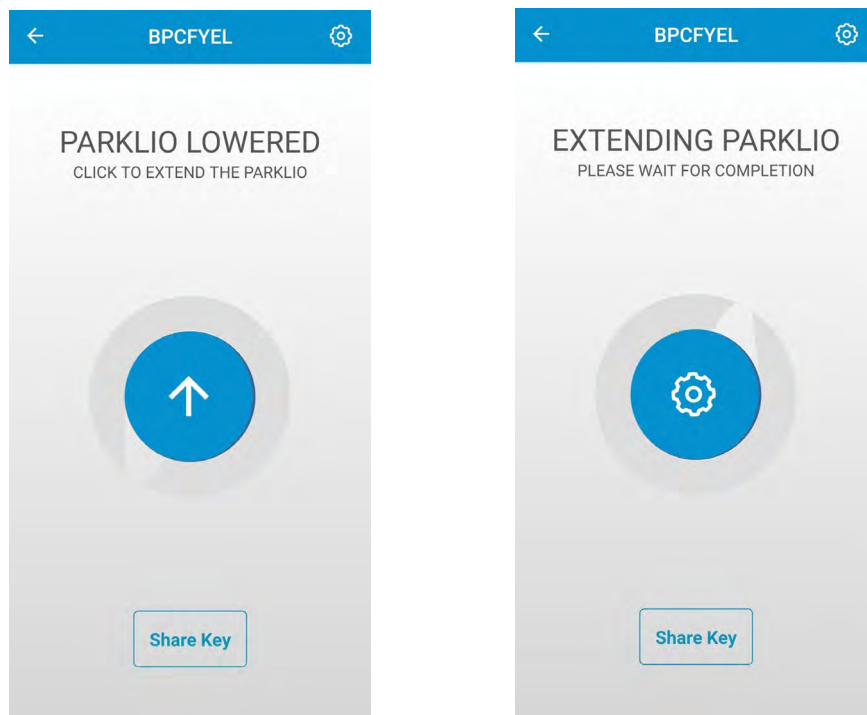 BPCFYEL
PARKLIO LOWERED
CLICK TO EXTEND THE PARKLIO
Share Key
BPCFYEL
EXTENDING PARKLIO
PLEASE WAIT FOR COMPLETION
Share Key